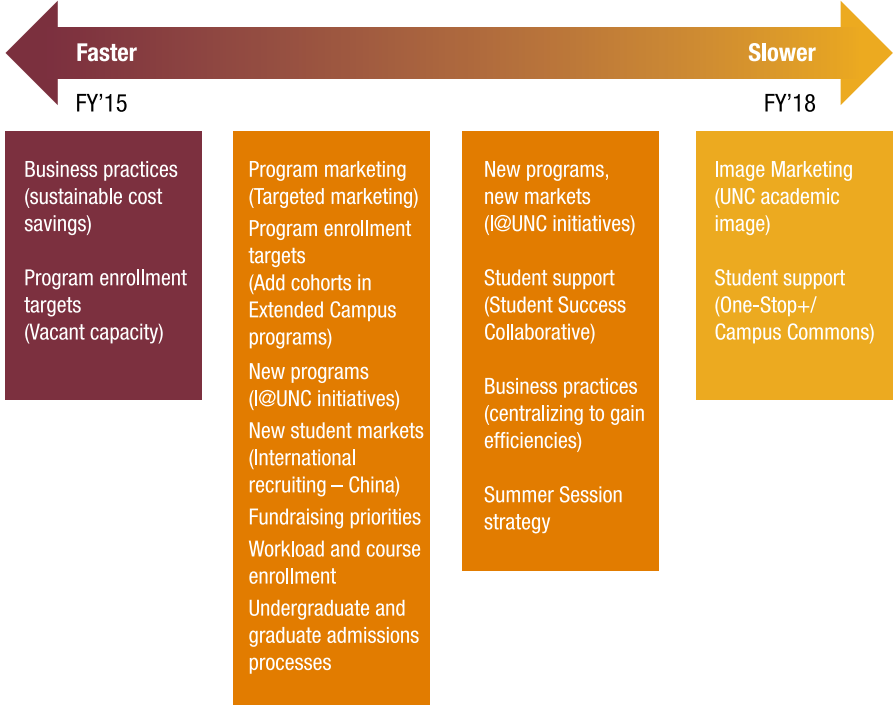 Faster
Slower
FY’15
FY’18
Business practices
(sustainable cost
savings)
Program enrollment
targets
(Vacant capacity)
Program marketing
(Targeted marketing)
Program enrollment
targets
(Add cohorts in
Extended Campus
programs)
New programs
(I@UNC initiatives)
New student markets
(International
recruiting – China)
Fundraising priorities
Workload and course
enrollment
Undergraduate and
graduate admissions
processes
New programs,
new markets
(I@UNC initiatives)
Student support
(Student Success
Collaborative)
Business practices
(centralizing to gain
efficiencies)
Summer Session
strategy
Image Marketing
(UNC academic
image)
Student support
(One-Stop+/
Campus Commons)